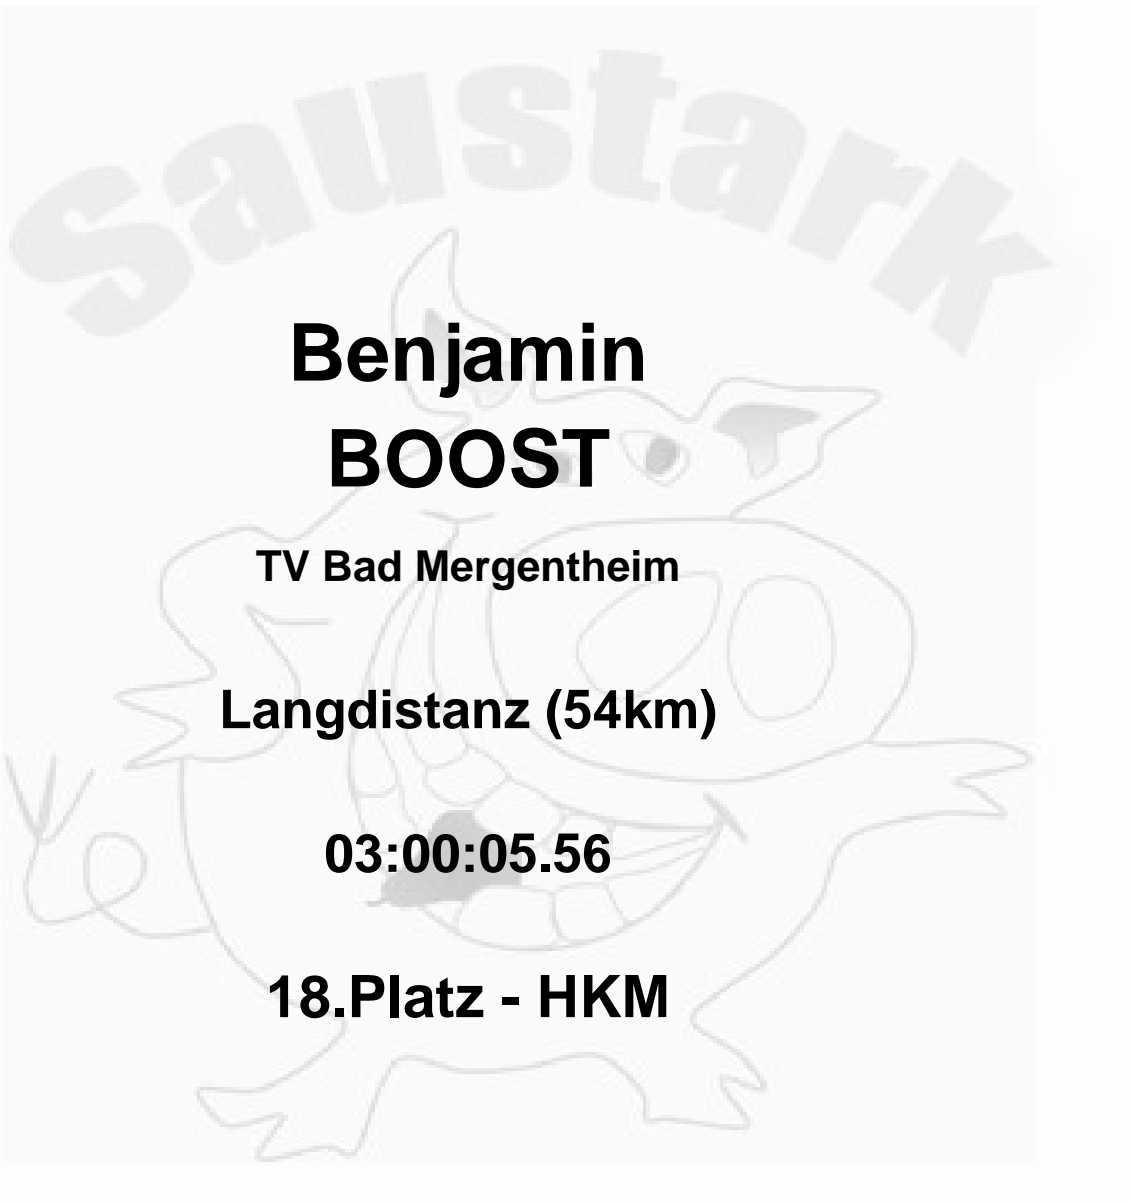 Saustark
Benjamin
BOOST
TV Bad Mergentheim
Langdistanz (54km)
03:00:05.56
18.Platz - HKM